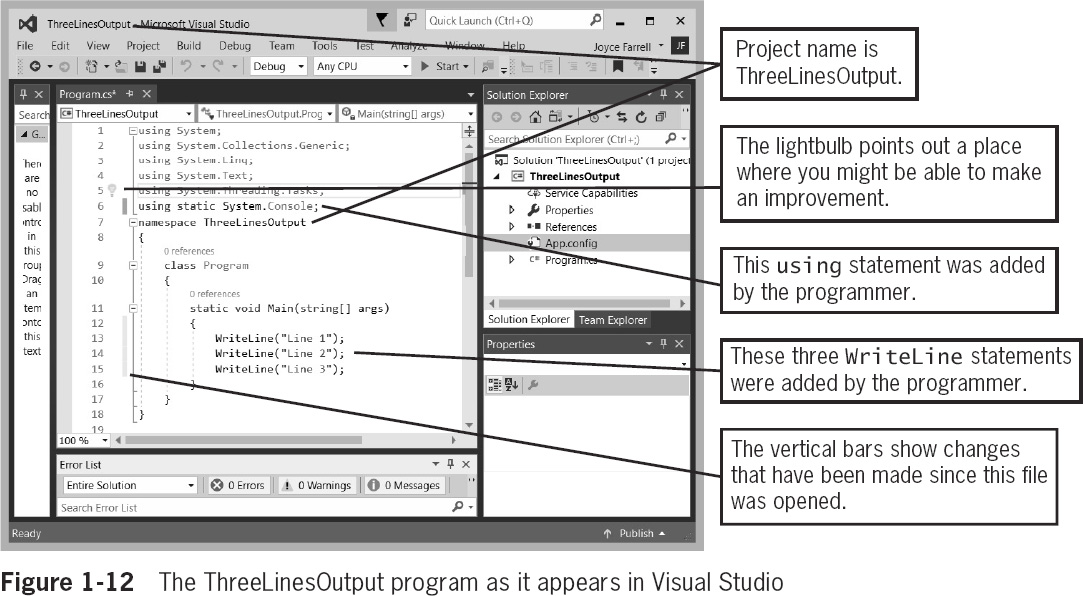 ThreeLinesOutput - Microsoft Visual Studio
Quick Launch (Ctrl+Q)
File Edit View Project Build Debug Team Tools Test Analyze Window Help
Joyce Farrell
JF
Debug
Any CPU
Start
Program.cs*
ThreeLinesOutput
ThreeLinesOutput.Prog
Main(string[] args)
Search
G...
are
no
in
this
an
this
text
1 using System;
2 using System.Collections.Generic;
3 using System.Linq;
4 using System.Text;
5 using System.Threading.Tasks;
6 using static System.Console;
7 namespace ThreeLinesOutput
8 {
0 references
9 class Program
10 {
0 references
11 static void Main(string[] args)
12 {
13 WriteLine("Line 1");
14 WriteLine("Line 2");
15 WriteLine("Line 3");
16 }
17 }
18 }
19
100 %
Error List
Entire Solution
0 Errors
0 Warnings
0 Messages
Search Error List
Solution Explorer
Search Solution Explorer (Ctrl+;)
Solution 'ThreeLinesOutput' (1 project
C# ThreeLinesOutput
Service Capabilities
Properties
References
App.config
C# Program.cs
Solution Explorer
Team Explorer
Properties
Ready
Publish
Project name is
ThreeLinesOutput.
The lightbulb points out a place
where you might be able to make
an improvement.
This using statement was added
by the programmer.
These three WriteLine statements
were added by the programmer.
The vertical bars show changes
that have been made since this file
was opened.
Figure 1-12 The ThreeLinesOutput program as it appears in Visual Studio